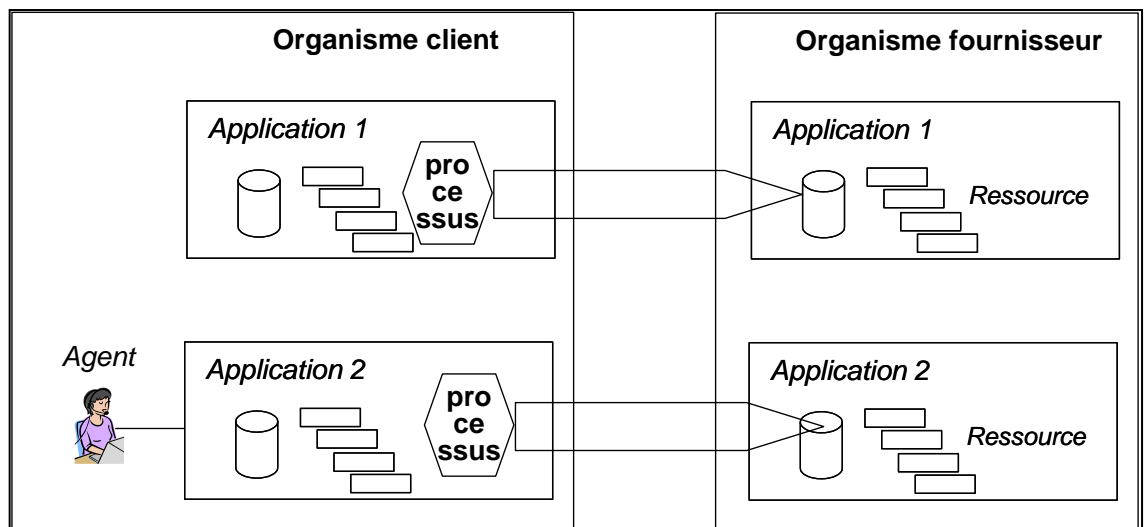 Organisme client
Organisme fournisseur
Application 1
pro
ce
ssus
Application 1
Ressource
Agent
Application 2
pro
ce
ssus
Application 2
Ressource